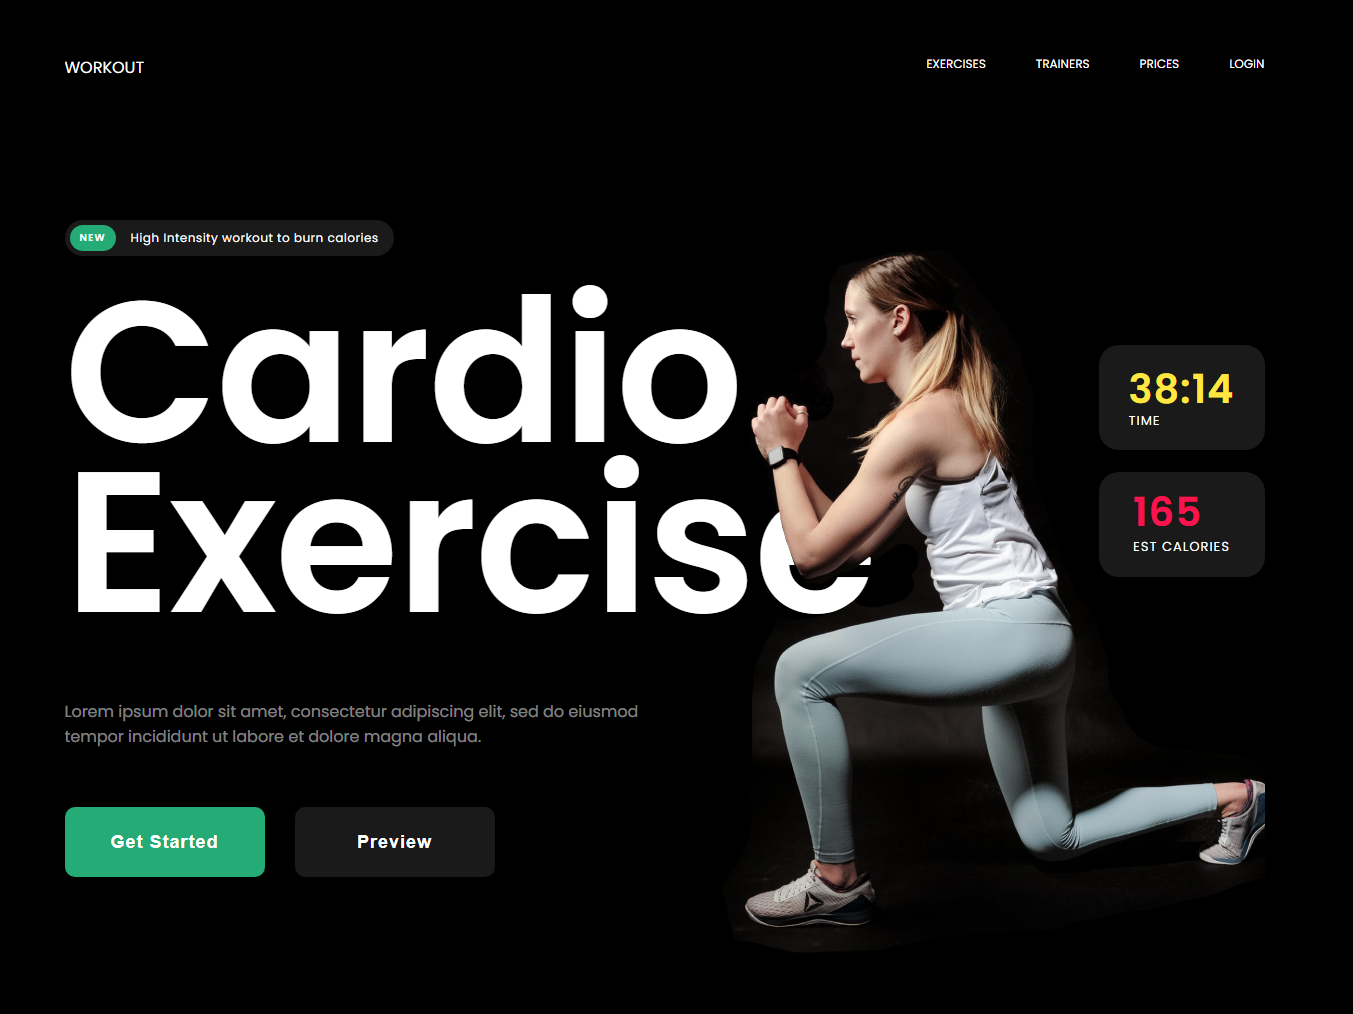 WORKOUT
EXERCISES TRAINERS PRICES LOGIN
NEW High Intensity workout to burn calories
Cardio
Exercise
38:14
TIME
165
EST CALORIES
Lorem ipsum dolor sit amet, consectetur adipiscing elit, sed do eiusmod
tempor incididunt ut labore et dolore magna aliqua.
Get Started Preview